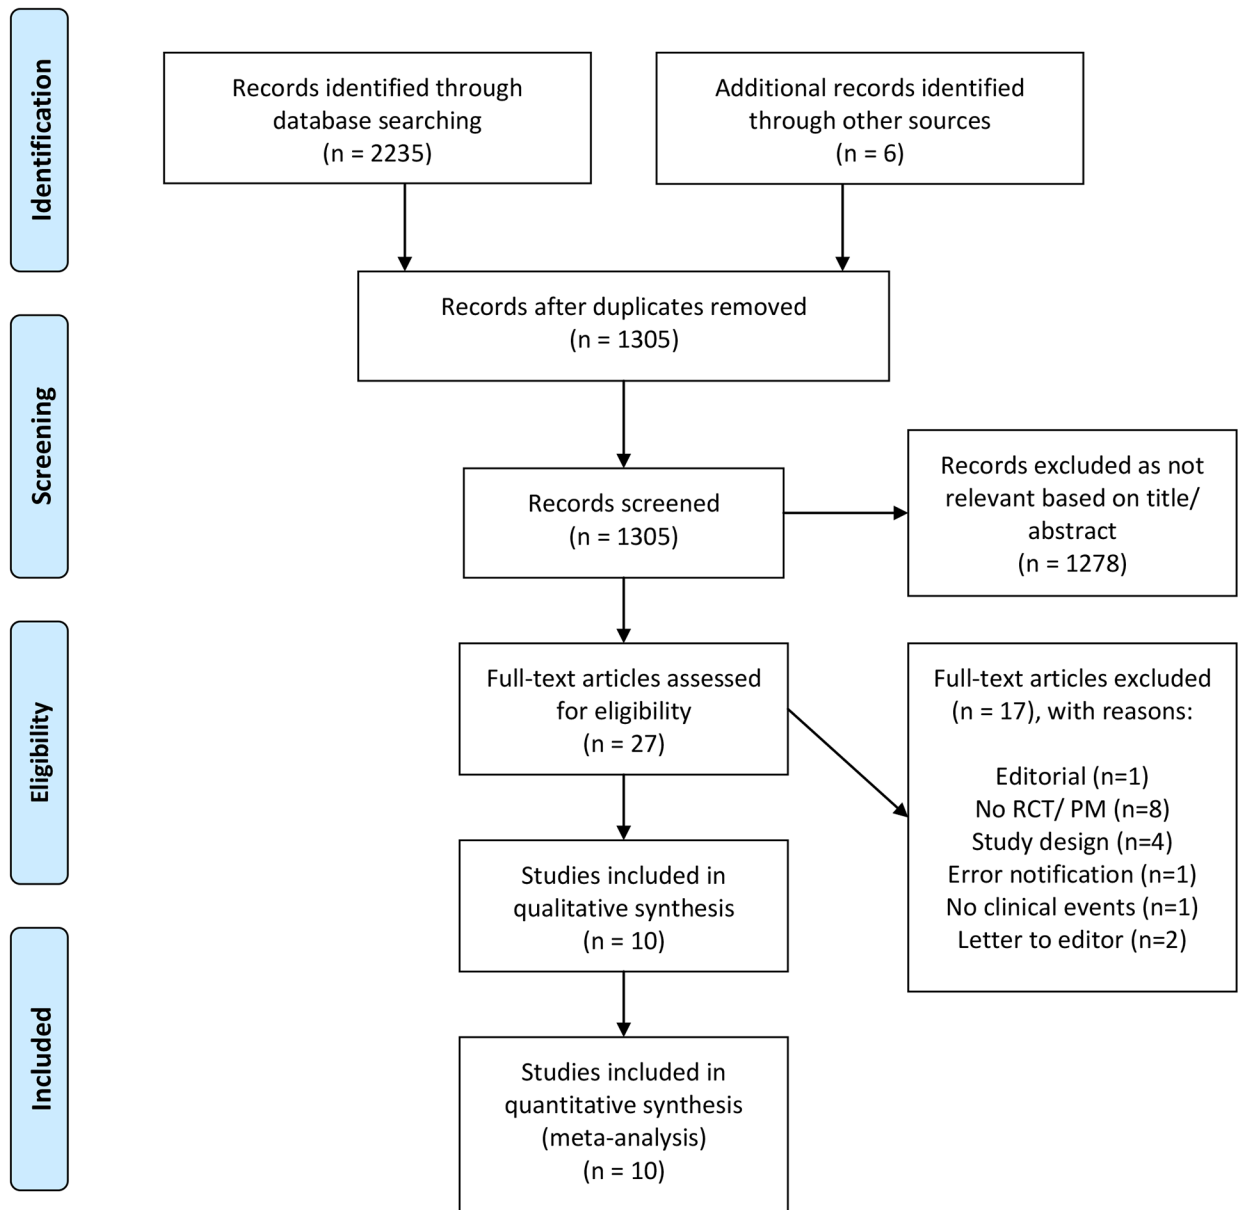 Identification
Records identified through
database searching
(n = 2235)
Additional records identified
through other sources
(n = 6)
Records after duplicates removed
(n = 1305)
Screening
Records screened
(n = 1305)
Records excluded as not
relevant based on title/
abstract
(n = 1278)
Eligibility
Full-text articles assessed
for eligibility
(n = 27)
Full-text articles excluded
(n = 17), with reasons:
Editorial (n=1)
No RCT/ PM (n=8)
Study design (n=4)
Error notification (n=1)
No clinical events (n=1)
Letter to editor (n=2)
Studies included in
qualitative synthesis
(n = 10)
Included
Studies included in
quantitative synthesis
(meta-analysis)
(n = 10)